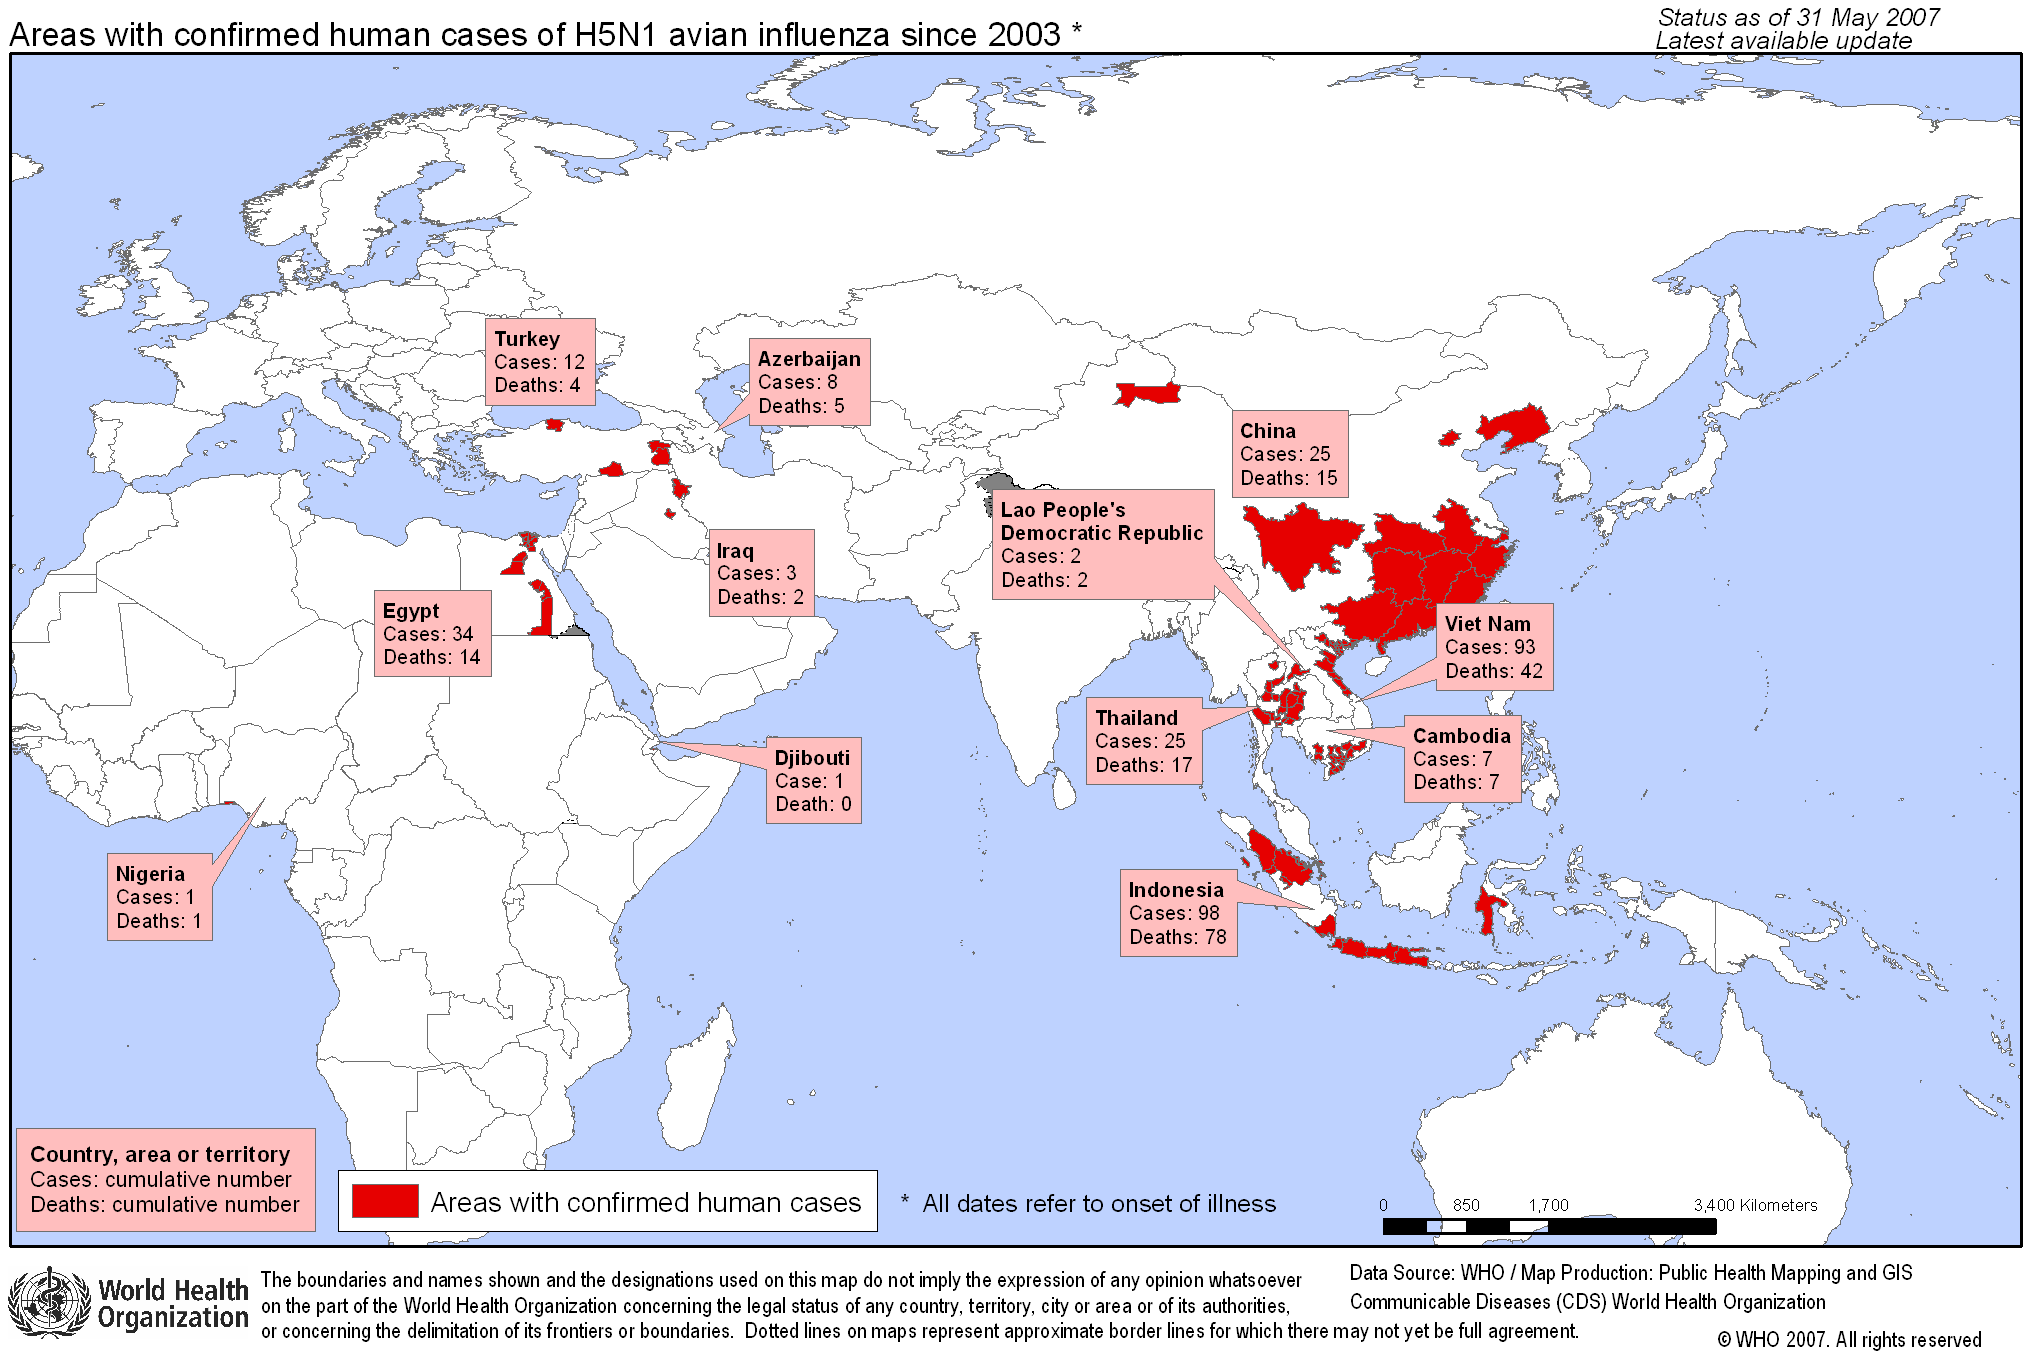 Areas with confirmed human cases of H5N1 avian influenza since 2003 *
Status as of 31 May 2007
Latest available update
Turkey
Cases: 12
Deaths: 4
Azerbaijan
Cases: 8
Deaths: 5
China
Cases: 25
Deaths: 15
Lao People's
Democratic Republic
Cases: 2
Deaths: 2
Iraq
Cases: 3
Deaths: 2
Egypt
Cases: 34
Deaths: 14
Viet Nam
Cases: 93
Deaths: 42
Thailand
Cases: 25
Deaths: 17
Cambodia
Cases: 7
Deaths: 7
Djibouti
Case: 1
Death: 0
Nigeria
Cases: 1
Deaths: 1
Indonesia
Cases: 98
Deaths: 78
Country, area or territory
Cases: cumulative number
Deaths: cumulative number
Areas with confirmed human cases
* All dates refer to onset of illness
0 850 1,700 3,400 Kilometers
World Health
Organization
The boundaries and names shown and the designations used on this map do not imply the expression of any opinion whatsoever
on the part of the World Health Organization concerning the legal status of any country, territory, city or area or of its authorities,
or concerning the delimitation of its frontiers or boundaries. Dotted lines on maps represent approximate border lines for which there may not yet be full agreement.
Data Source: WHO / Map Production: Public Health Mapping and GIS
Communicable Diseases (CDS) World Health Organization
© WHO 2007. All rights reserved